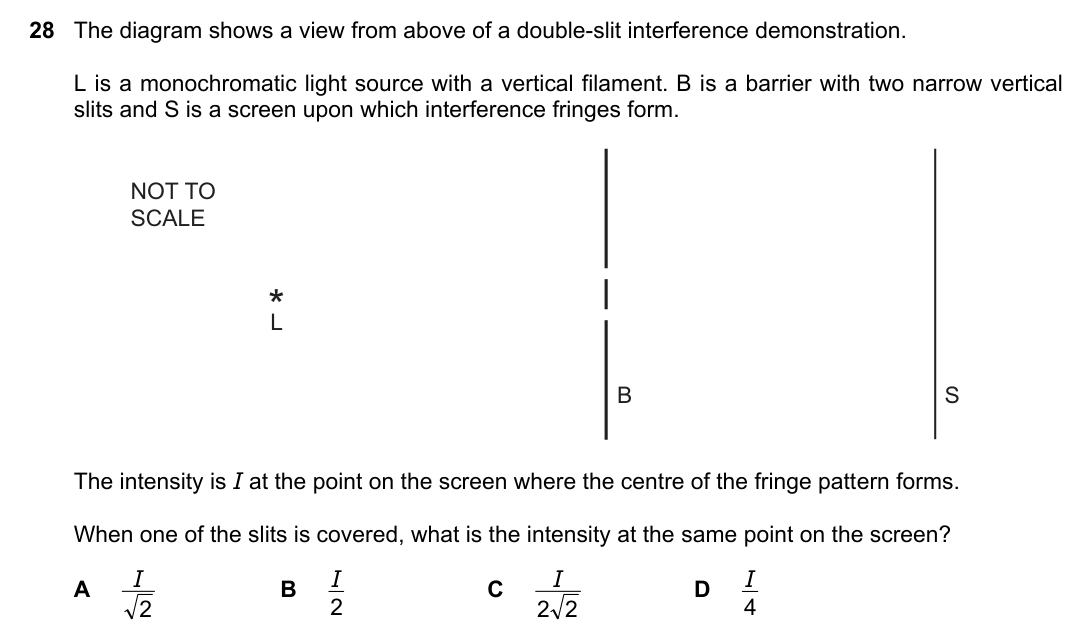 28 The diagram shows a view from above of a double-slit interference demonstration.
L is a monochromatic light source with a vertical filament. B is a barrier with two narrow vertical
slits and S is a screen upon which interference fringes form.
NOT TO
SCALE
*
L
B
S
The intensity is I at the point on the screen where the centre of the fringe pattern forms.
When one of the slits is covered, what is the intensity at the same point on the screen?
A I/√2 B I/2 C I/2√2 D I/4